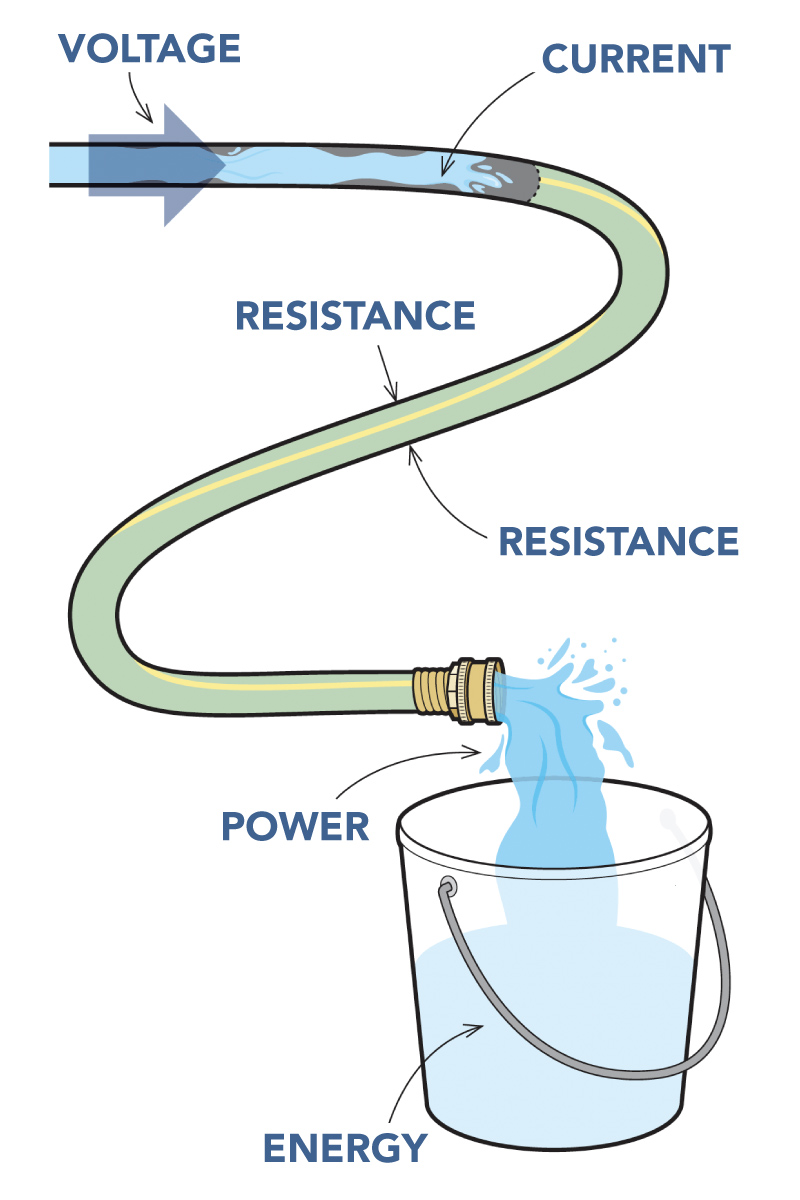 VOLTAGE
CURRENT
RESISTANCE
RESISTANCE
POWER
ENERGY